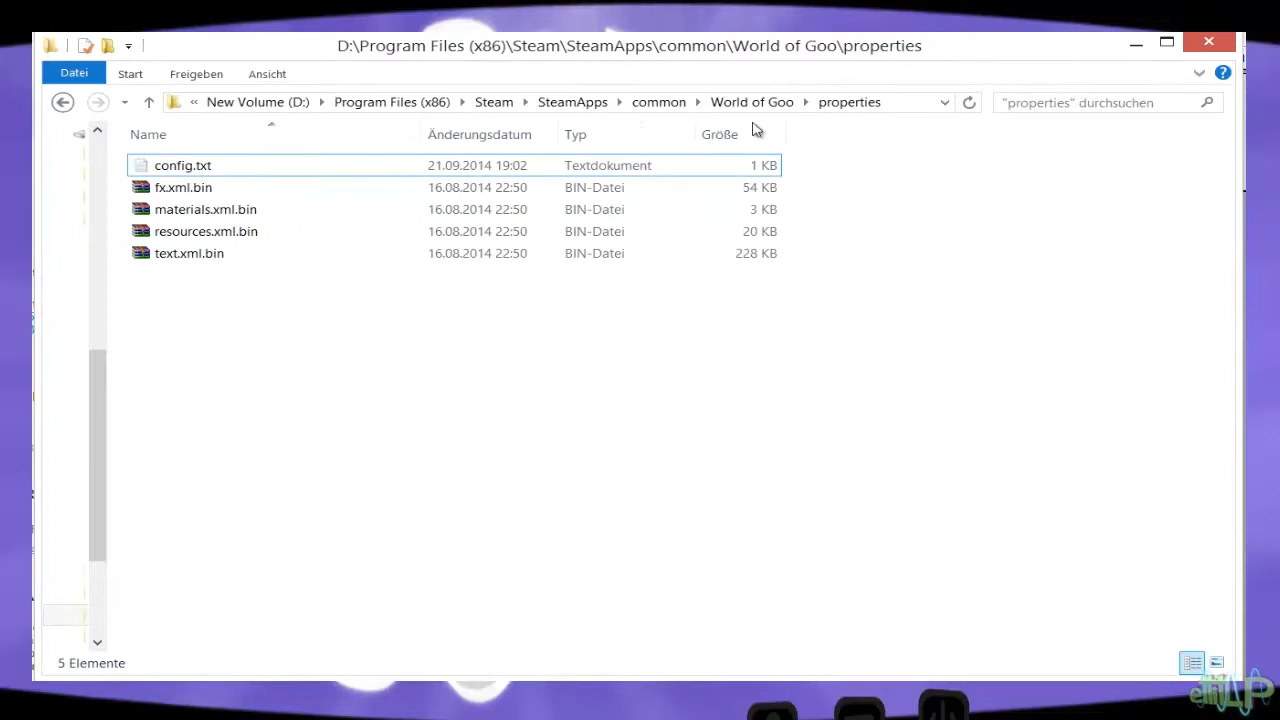 D:\Program Files (x86)\Steam\SteamApps\common\World of Goo\properties
Datei Start Freigeben Ansicht
« New Volume (D:) Program Files (x86) Steam SteamApps common World of Goo properties "properties" durchsuchen
Name Änderungsdatum Typ Größe
config.txt 21.09.2014 19:02 Textdokument 1 KB
fx.xml.bin 16.08.2014 22:50 BIN-Datei 54 KB
materials.xml.bin 16.08.2014 22:50 BIN-Datei 3 KB
resources.xml.bin 16.08.2014 22:50 BIN-Datei 20 KB
text.xml.bin 16.08.2014 22:50 BIN-Datei 228 KB
5 Elemente